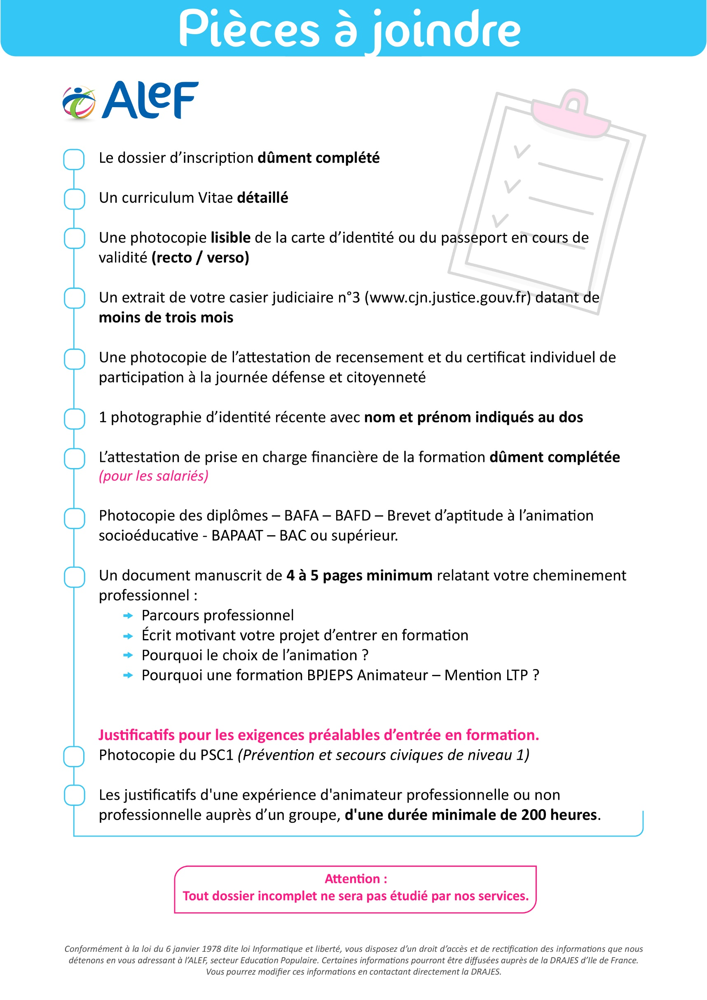 Pièces à joindre
ALeF
Le dossier d’inscription dûment complété
Un curriculum Vitae détaillé
Une photocopie lisible de la carte d’identité ou du passeport en cours de
validité (recto / verso)
Un extrait de votre casier judiciaire n°3 (www.cjn.justice.gouv.fr) datant de
moins de trois mois
Une photocopie de l’attestation de recensement et du certificat individuel de
participation à la journée défense et citoyenneté
1 photographie d’identité récente avec nom et prénom indiqués au dos
L’attestation de prise en charge financière de la formation dûment complétée
(pour les salariés)
Photocopie des diplômes – BAFA – BAFD – Brevet d’aptitude à l’animation
socioéducative - BAPAAT – BAC ou supérieur.
Un document manuscrit de 4 à 5 pages minimum relatant votre cheminement
professionnel :
Parcours professionnel
Écrit motivant votre projet d’entrer en formation
Pourquoi le choix de l’animation ?
Pourquoi une formation BPJEPS Animateur – Mention LTP ?
Justificatifs pour les exigences préalables d’entrée en formation.
Photocopie du PSC1 (Prévention et secours civiques de niveau 1)
Les justificatifs d'une expérience d'animateur professionnelle ou non
professionnelle auprès d’un groupe, d'une durée minimale de 200 heures.
Attention :
Tout dossier incomplet ne sera pas étudié par nos services.
Conformément à la loi du 6 janvier 1978 dite loi Informatique et liberté, vous disposez d’un droit d’accès et de rectification des informations que nous
détenons en vous adressant à l’ALEF, secteur Education Populaire. Certaines informations pourront être diffusées auprès de la DRAJES d’Ile de France.
Vous pourrez modifier ces informations en contactant directement la DRAJES.